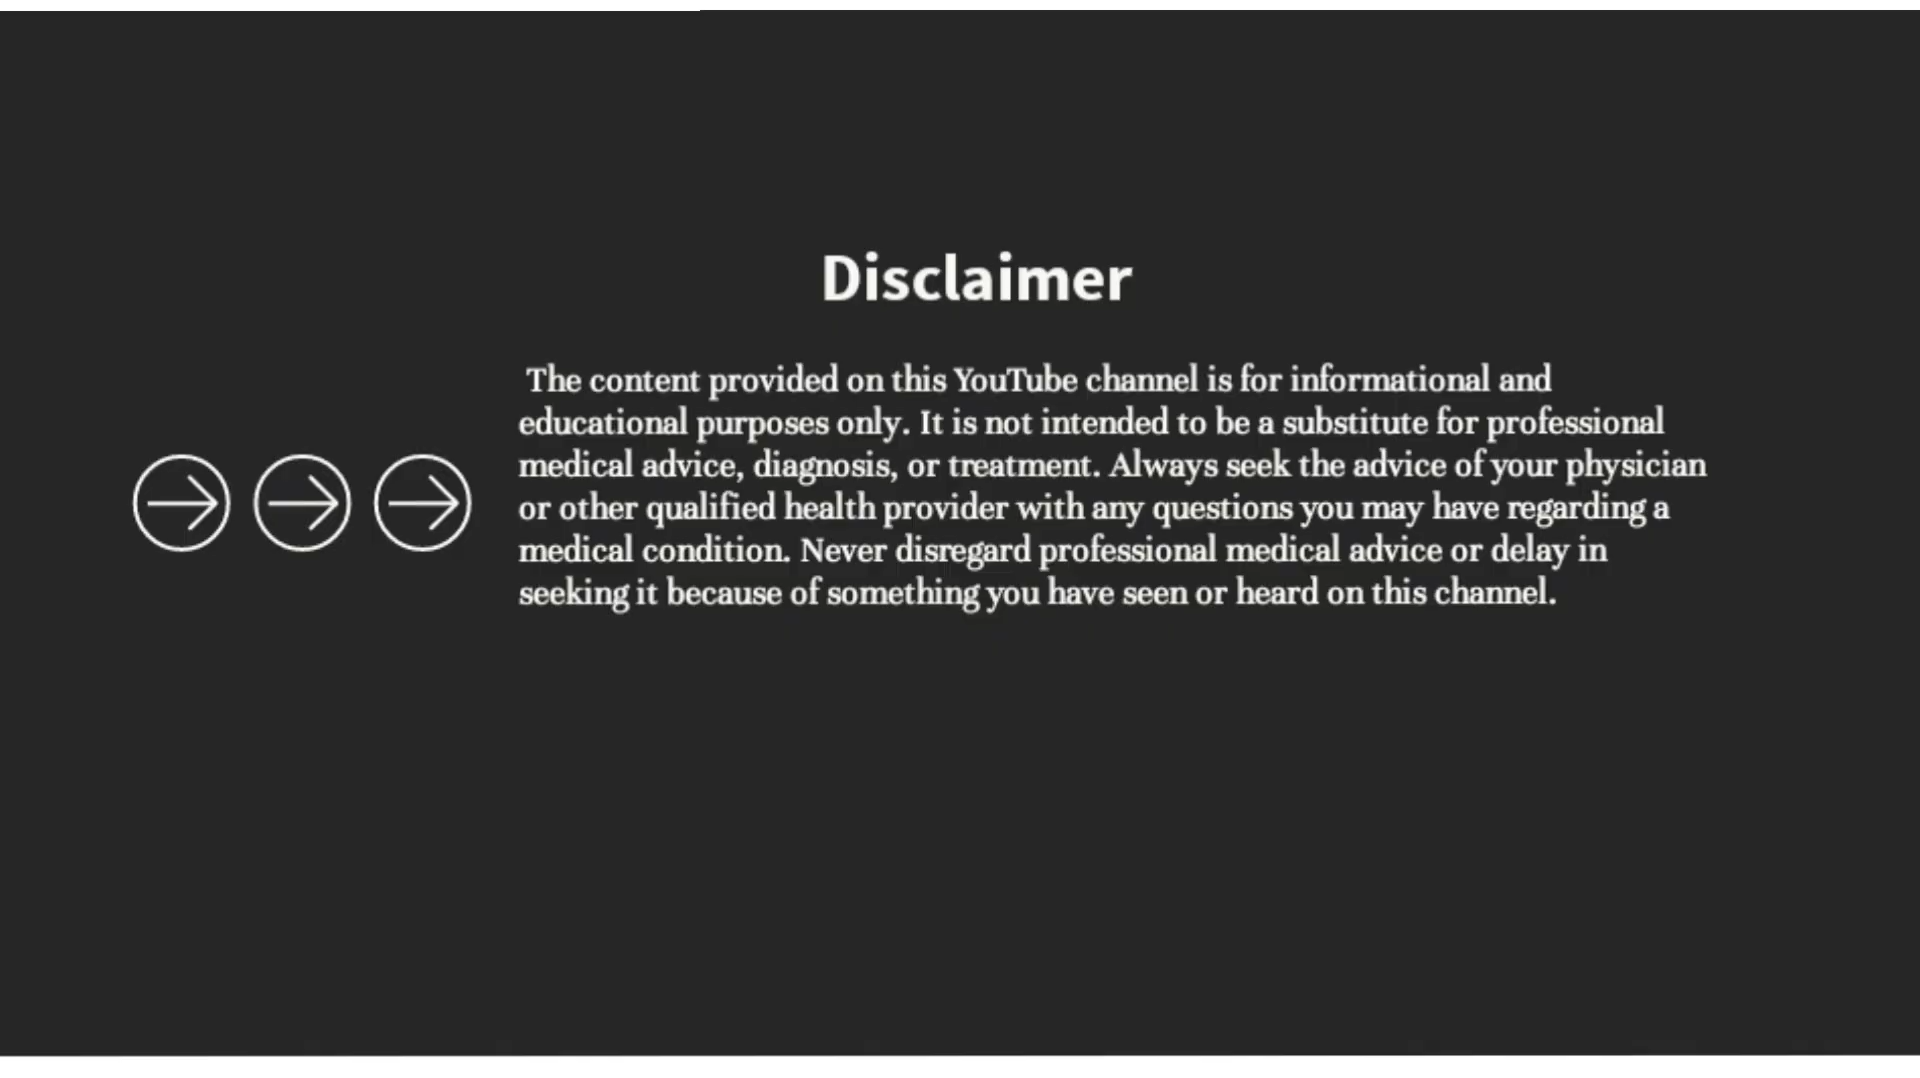 Disclaimer
The content provided on this YouTube channel is for informational and
educational purposes only. It is not intended to be a substitute for professional
medical advice, diagnosis, or treatment. Always seek the advice of your physician
or other qualified health provider with any questions you may have regarding a
medical condition. Never disregard professional medical advice or delay in
seeking it because of something you have seen or heard on this channel.